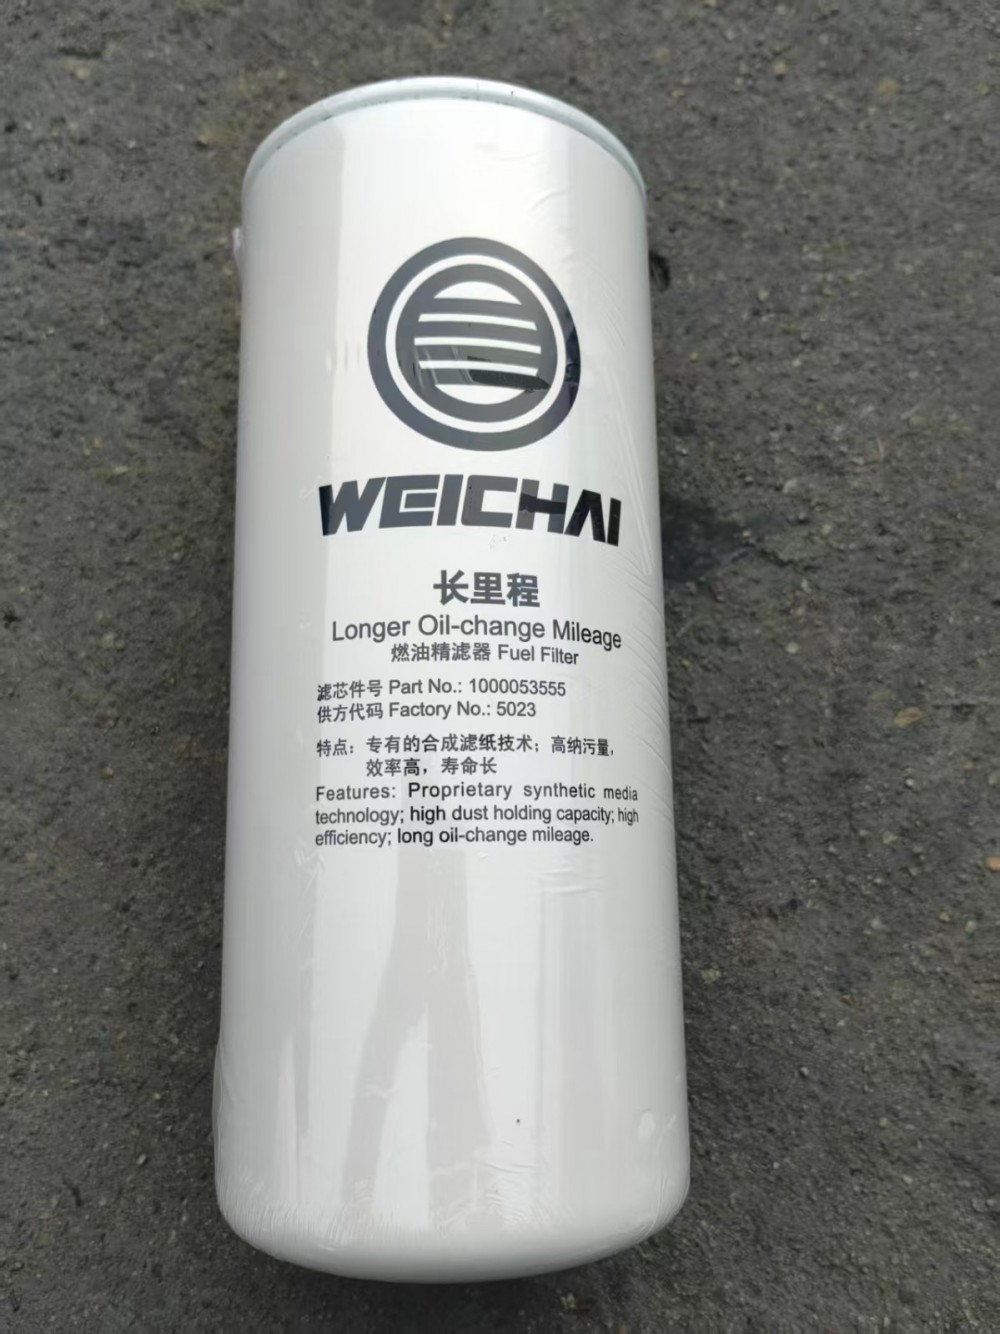 WEICHAI
长里程
Longer Oil-change Mileage
燃油精滤器 Fuel Filter
滤芯件号 Part No.: 1000053555
供方代码 Factory No.: 5023
特点：专有的合成滤纸技术；高纳污量，
效率高，寿命长
Features: Proprietary synthetic media
technology; high dust holding capacity; high
efficiency; long oil-change mileage.